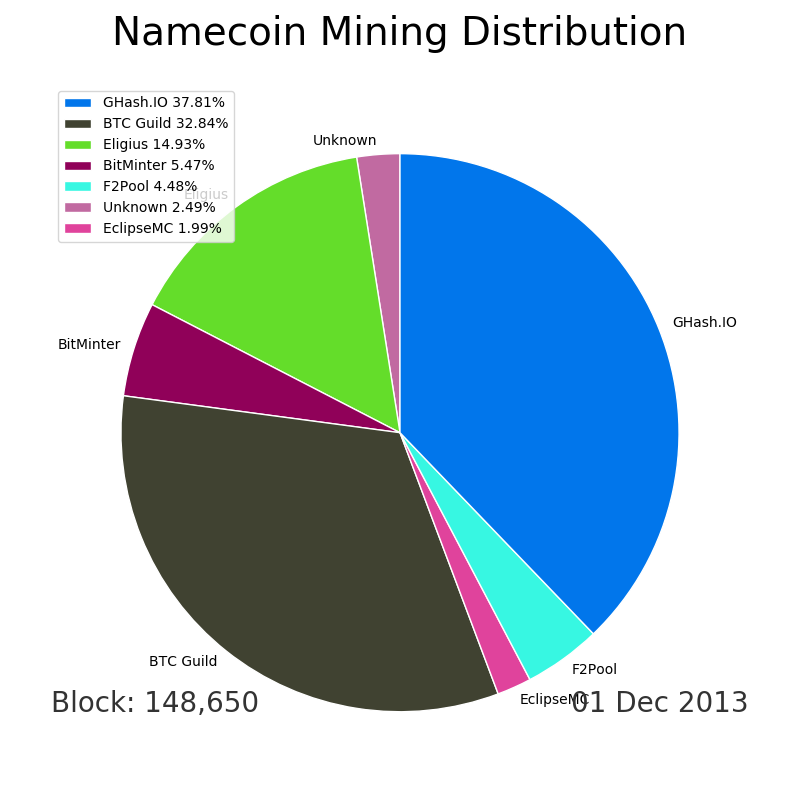 Namecoin Mining Distribution
GHash.IO 37.81%
BTC Guild 32.84%
Eligius 14.93%
BitMinter 5.47%
F2Pool 4.48%
Unknown 2.49%
EclipseMC 1.99%
Unknown
Eligius
GHash.IO
BitMinter
BTC Guild
F2Pool
EclipseMC
Block: 148,650
01 Dec 2013